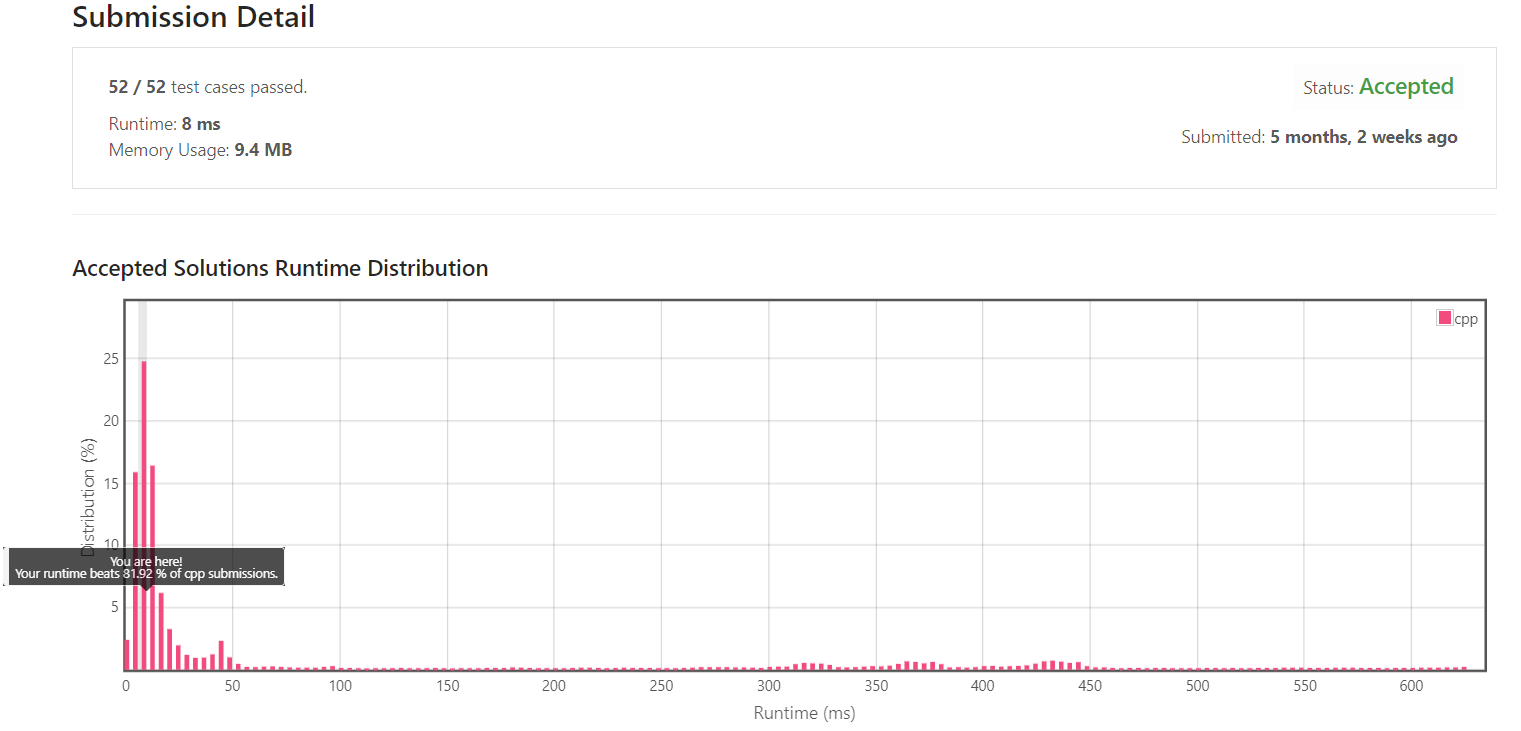 Submission Detail
52 / 52 test cases passed.
Status: Accepted
Runtime: 8 ms
Memory Usage: 9.4 MB
Submitted: 5 months, 2 weeks ago
Accepted Solutions Runtime Distribution
cpp
25
20
15
10
5
Distribution (%)
You are here!
Your runtime beats 81.92 % of cpp submissions.
0 50 100 150 200 250 300 350 400 450 500 550 600
Runtime (ms)